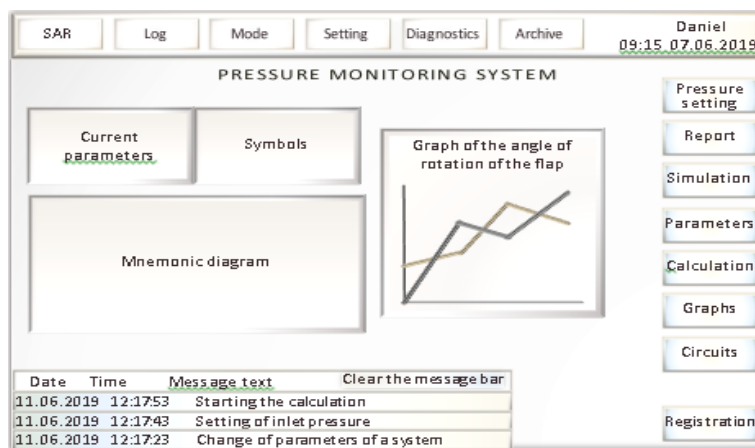 SAR Log Mode Setting Diagnostics Archive Daniel
09:15 07.06.2019
PRESSURE MONITORING SYSTEM
Current
parameters
Symbols
Graph of the angle of
rotation of the flap
Mnemonic diagram
Pressure
setting
Report
Simulation
Parameters
Calculation
Graphs
Circuits
Registration
Date Time Message text Clear the message bar
11.06.2019 12:17:53 Starting the calculation
11.06.2019 12:17:43 Setting of inlet pressure
11.06.2019 12:17:23 Change of parameters of a system